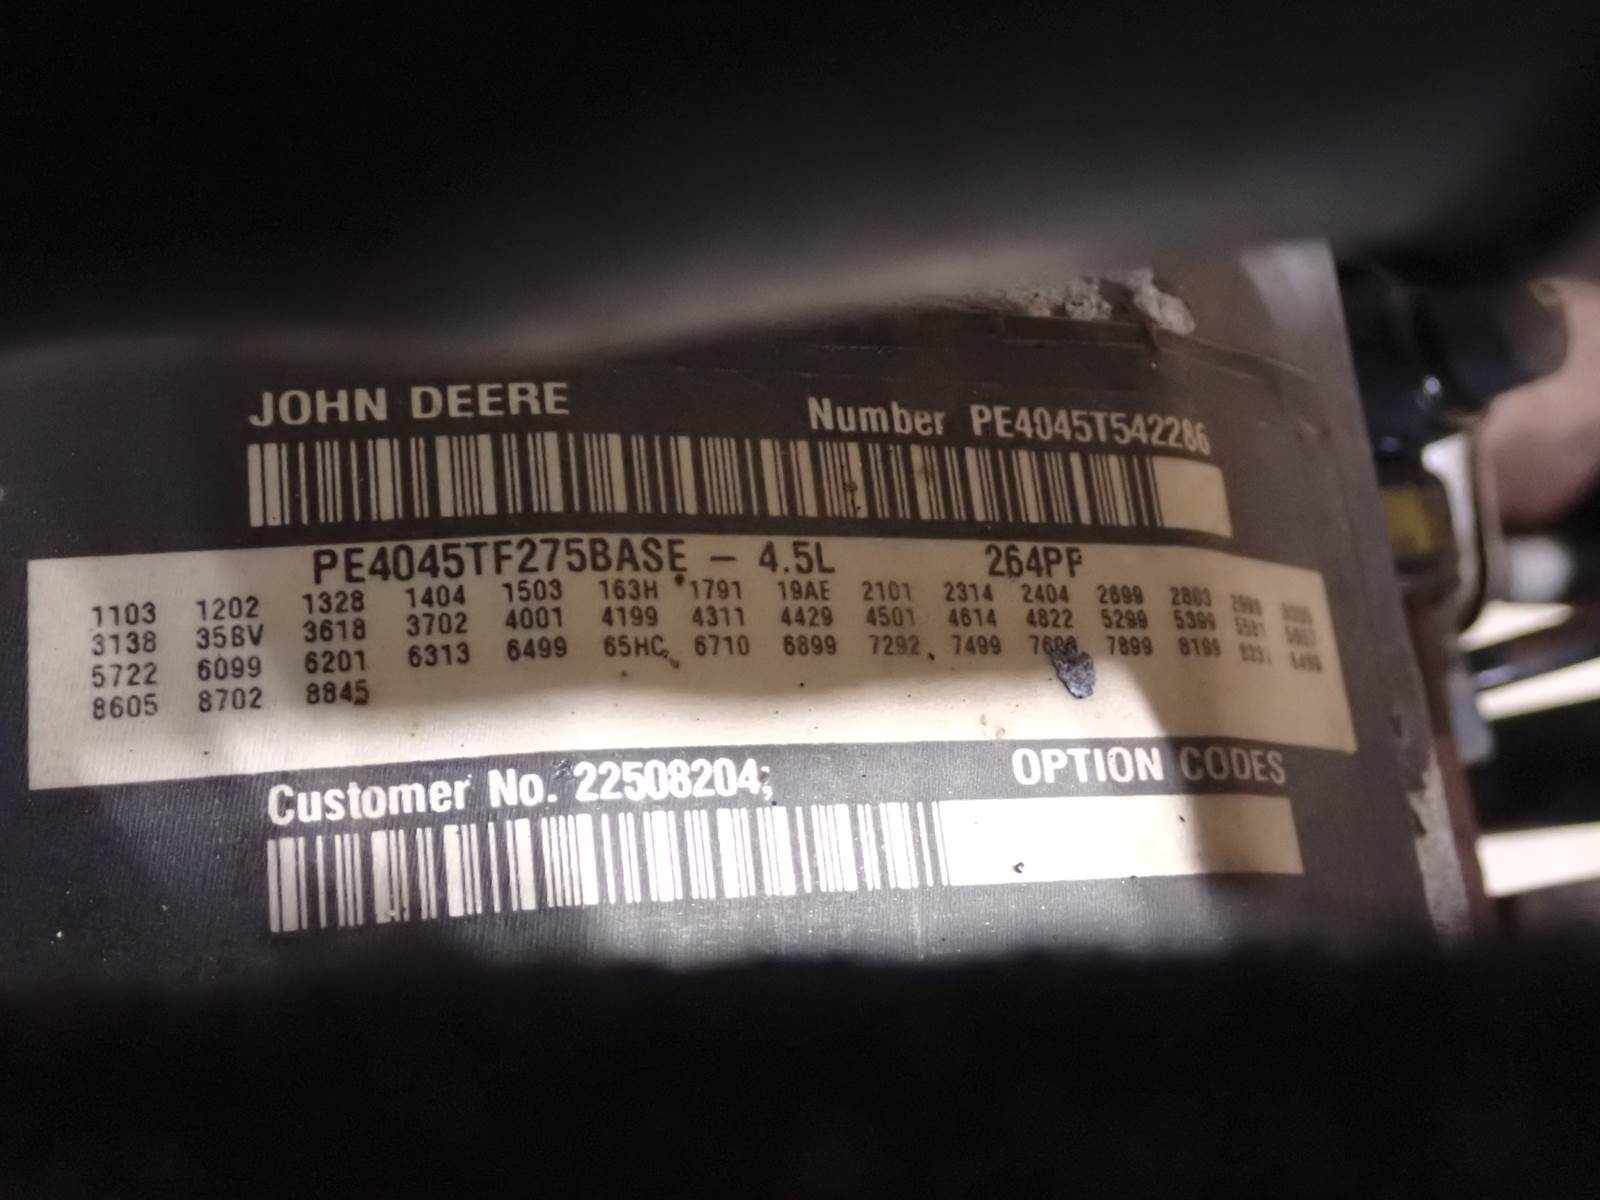 JOHN DEERE
Number PE4045T542286
PE4045TF275BASE - 4.5L 264PP
1103 1202 1328 1404 1503 163H 1791 19AE 2101 2314 2404 2699 2803
3138 35BV 3618 3702 4001 4199 4311 4429 4501 4614 4822 5299 5399
5722 6099 6201 6313 6499 65HC 6710 6899 7292 7499 7899 8199
8605 8702 8845
Customer No. 22508204;
OPTION CODES